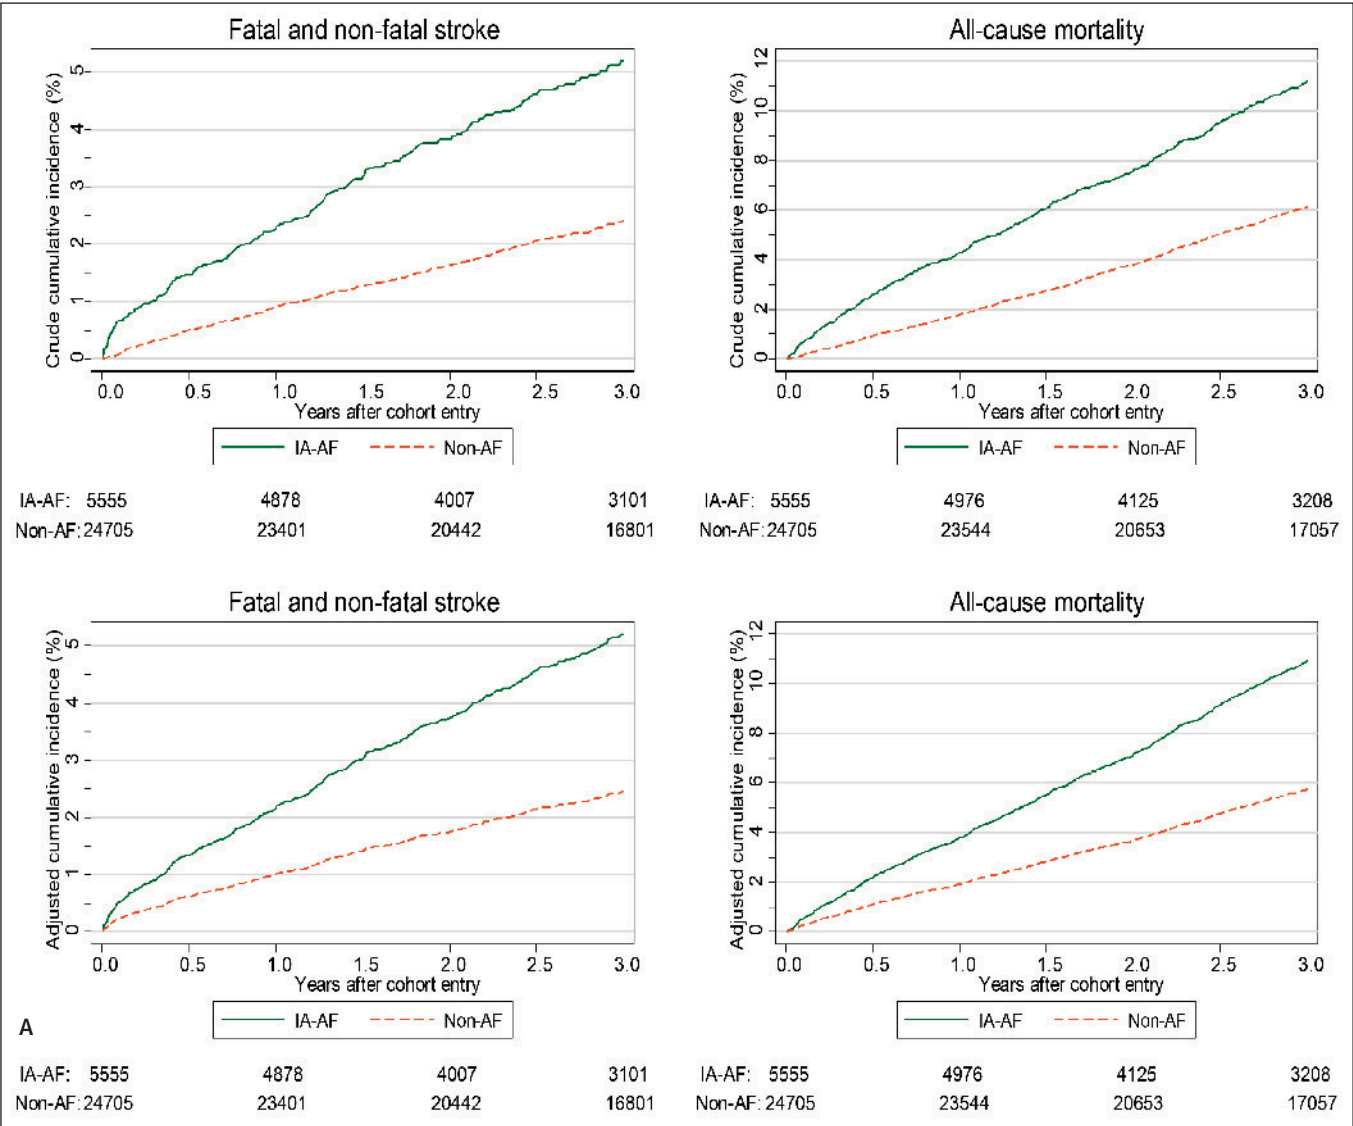 Fatal and non-fatal stroke
Crude cumulative incidence (%)
5
4
3
2
1
0
0.0 0.5 1.0 1.5 2.0 2.5 3.0
Years after cohort entry
IA-AF Non-AF
IA-AF: 5555 4878 4007 3101
Non-AF: 24705 23401 20442 16801
All-cause mortality
Crude cumulative incidence (%)
12
10
8
6
4
2
0
0.0 0.5 1.0 1.5 2.0 2.5 3.0
Years after cohort entry
IA-AF Non-AF
IA-AF: 5555 4976 4125 3208
Non-AF: 24705 23544 20653 17057
Fatal and non-fatal stroke
Adjusted cumulative incidence (%)
5
4
3
2
1
0
0.0 0.5 1.0 1.5 2.0 2.5 3.0
Years after cohort entry
IA-AF Non-AF
A
IA-AF: 5555 4878 4007 3101
Non-AF: 24705 23401 20442 16801
All-cause mortality
Adjusted cumulative incidence (%)
12
10
8
6
4
2
0
0.0 0.5 1.0 1.5 2.0 2.5 3.0
Years after cohort entry
IA-AF Non-AF
IA-AF: 5555 4976 4125 3208
Non-AF: 24705 23544 20653 17057